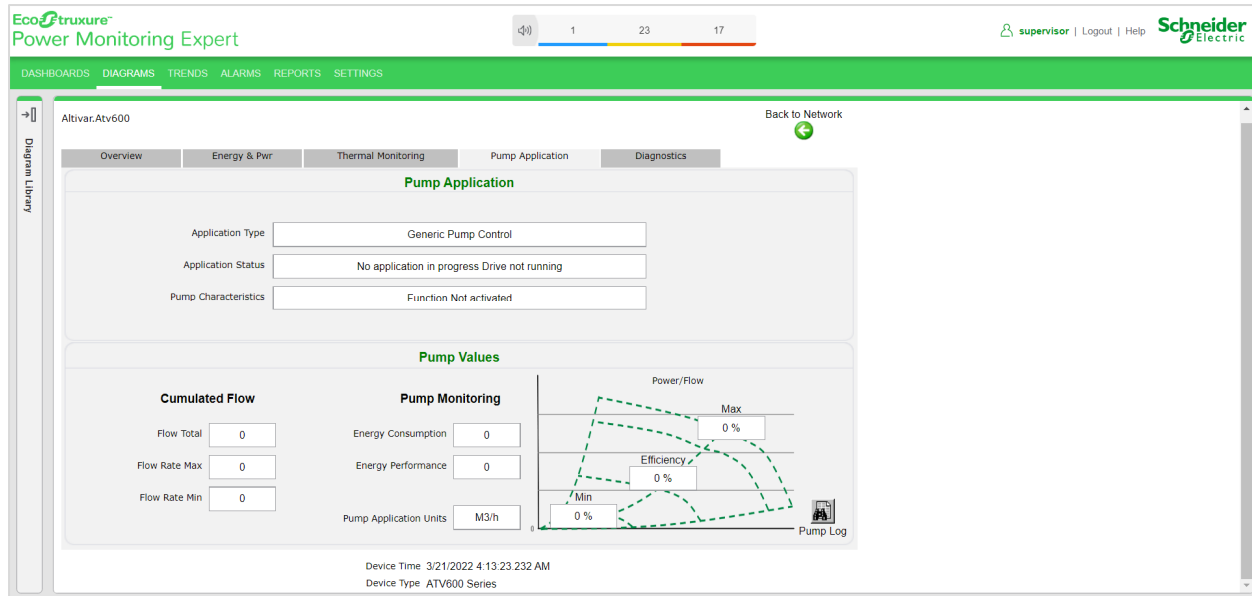 EcoStruxure™
Power Monitoring Expert
1 23 17
supervisor | Logout | Help
Schneider
Electric
DASHBOARDS DIAGRAMS TRENDS ALARMS REPORTS SETTINGS
Diagram Library
Altivar.Atv600
Back to Network
Overview Energy & Pwr Thermal Monitoring Pump Application Diagnostics
Pump Application
Application Type Generic Pump Control
Application Status No application in progress Drive not running
Pump Characteristics Function Not activated
Pump Values
Cumulated Flow
Flow Total 0
Flow Rate Max 0
Flow Rate Min 0
Pump Monitoring
Energy Consumption 0
Energy Performance 0
Pump Application Units M3/h
Power/Flow
Max
0 %
Efficiency
0 %
Min
0 %
0
Pump Log
Device Time 3/21/2022 4:13:23.232 AM
Device Type ATV600 Series